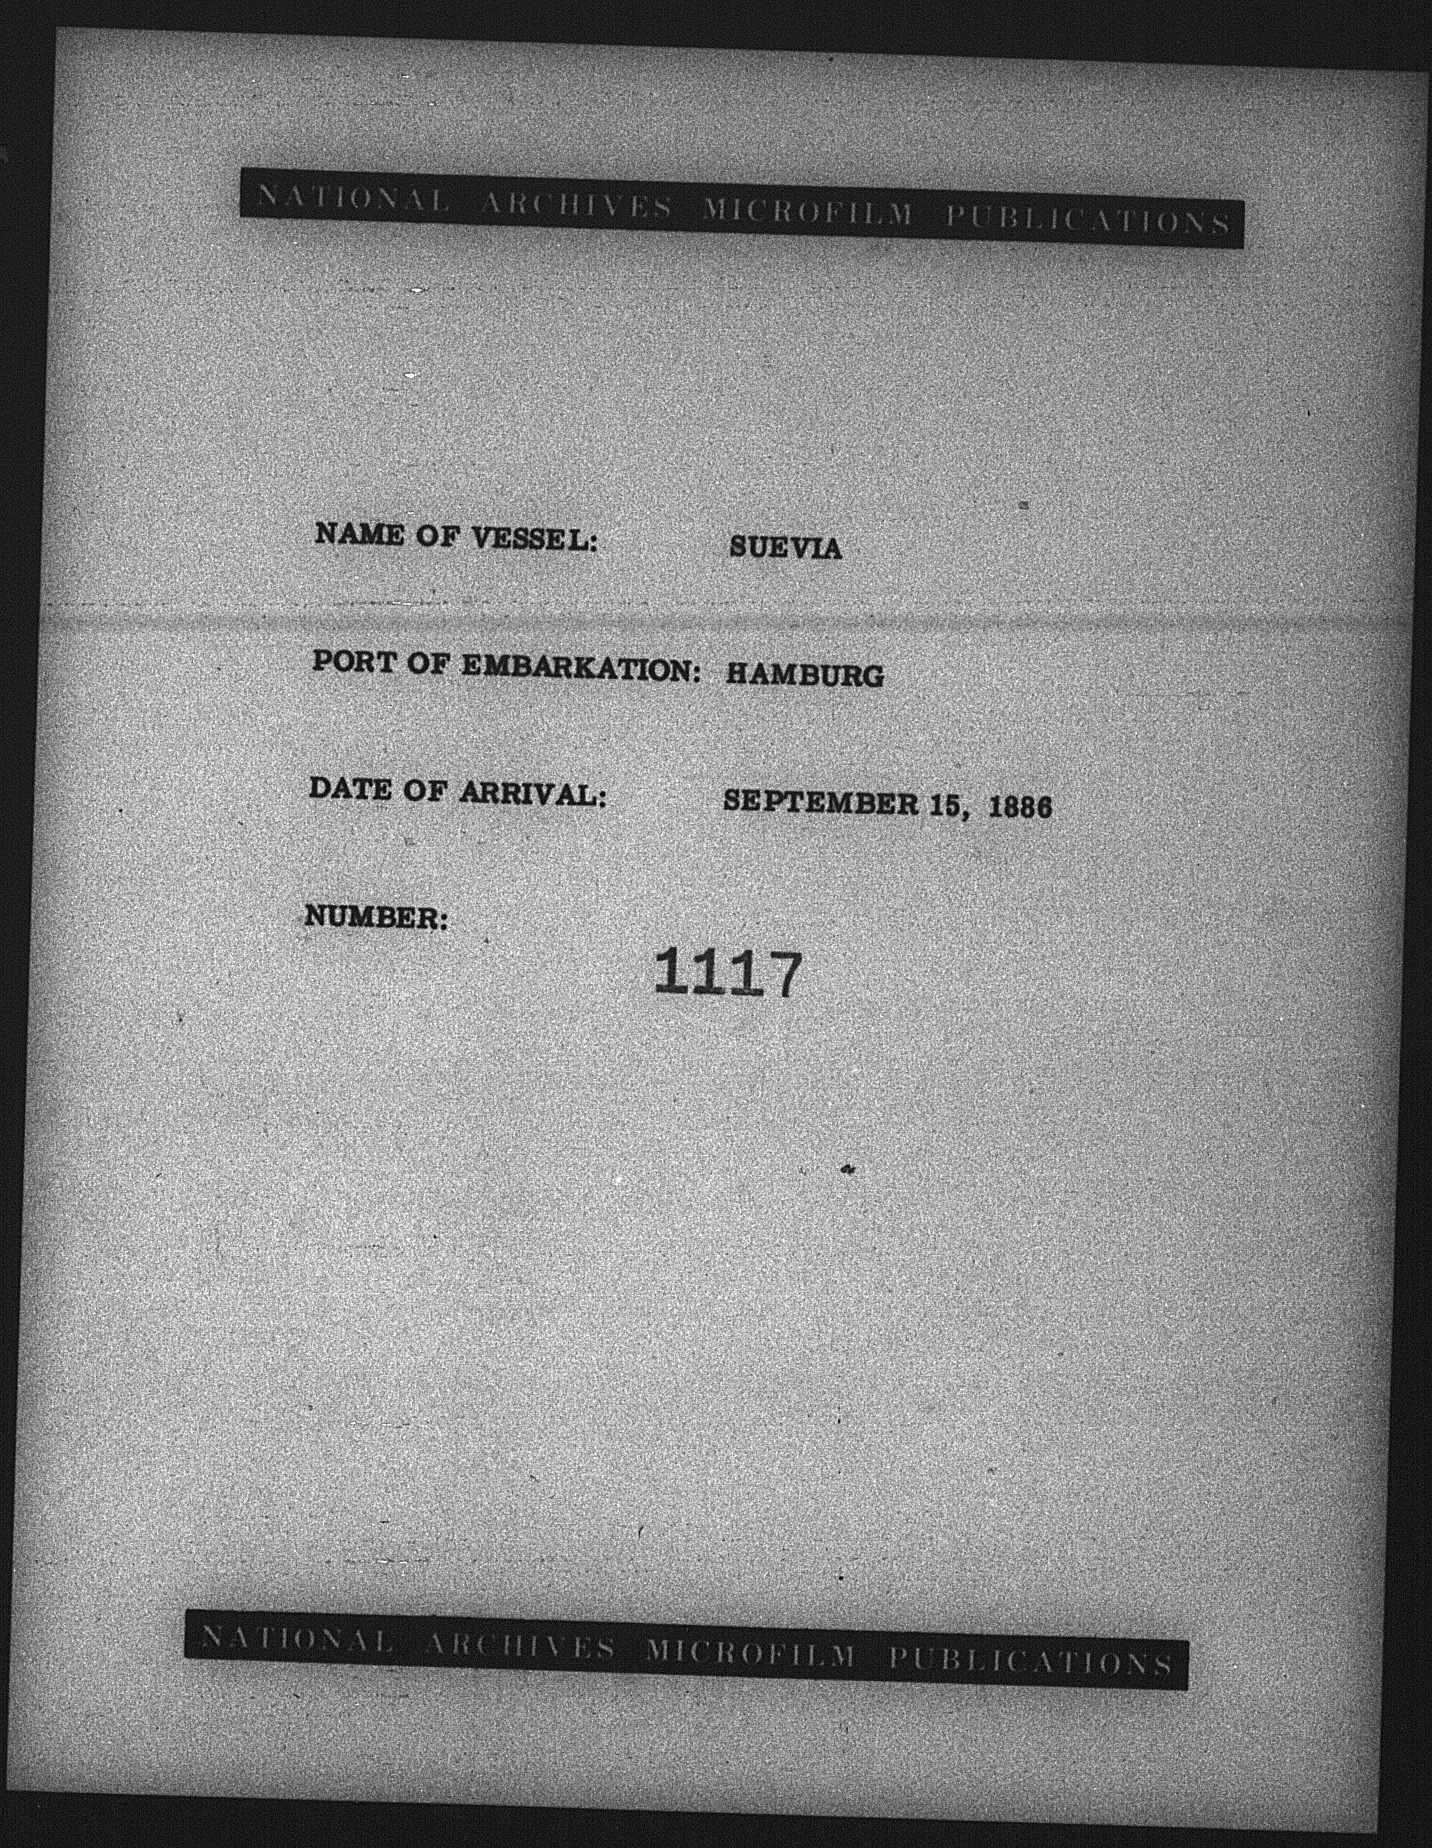 NATIONAL ARCHIVES MICROFILM PUBLICATIONS
NAME OF VESSEL: SUEVIA
PORT OF EMBARKATION: HAMBURG
DATE OF ARRIVAL: SEPTEMBER 15, 1886
NUMBER:
1117
NATIONAL ARCHIVES MICROFILM PUBLICATIONS